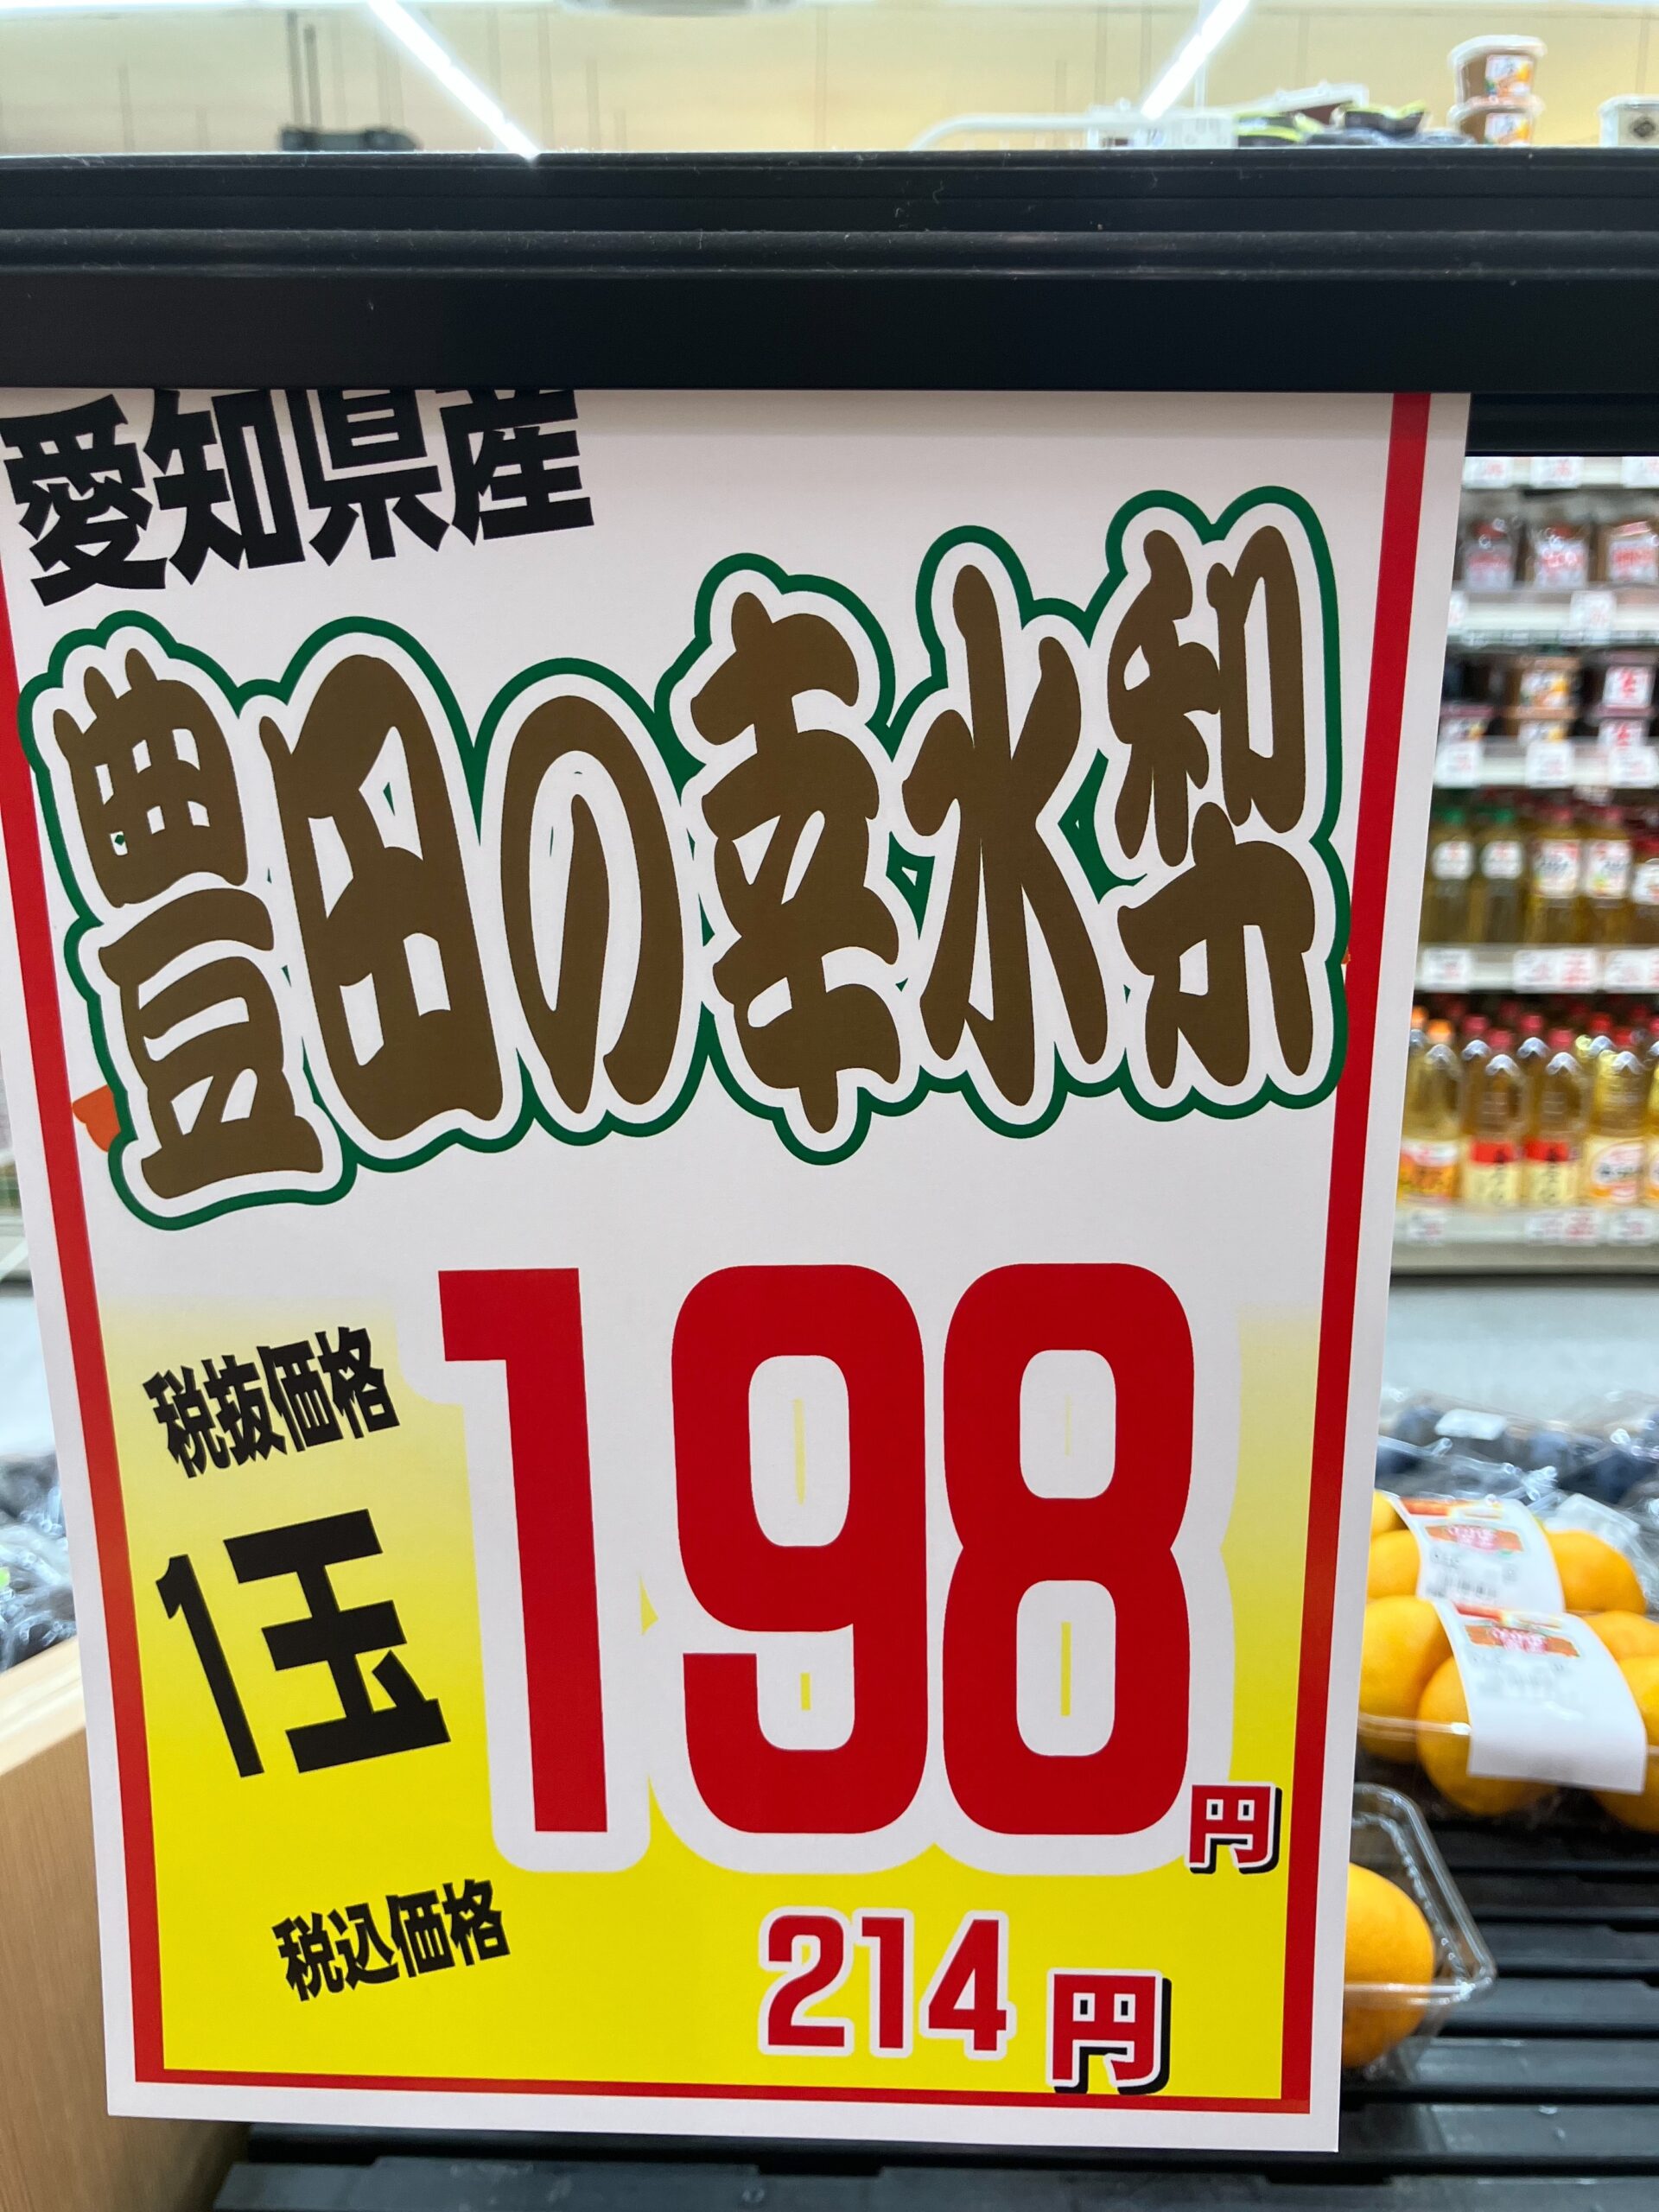 愛知県産
豊田の幸水梨
税抜価格
1玉
198円
税込価格
214円